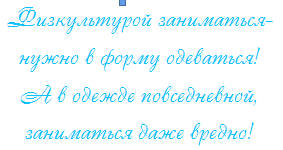 Физкультурой заниматься-
нужно в форму одеваться!
А в одежде повседневной,
заниматься даже вредно!